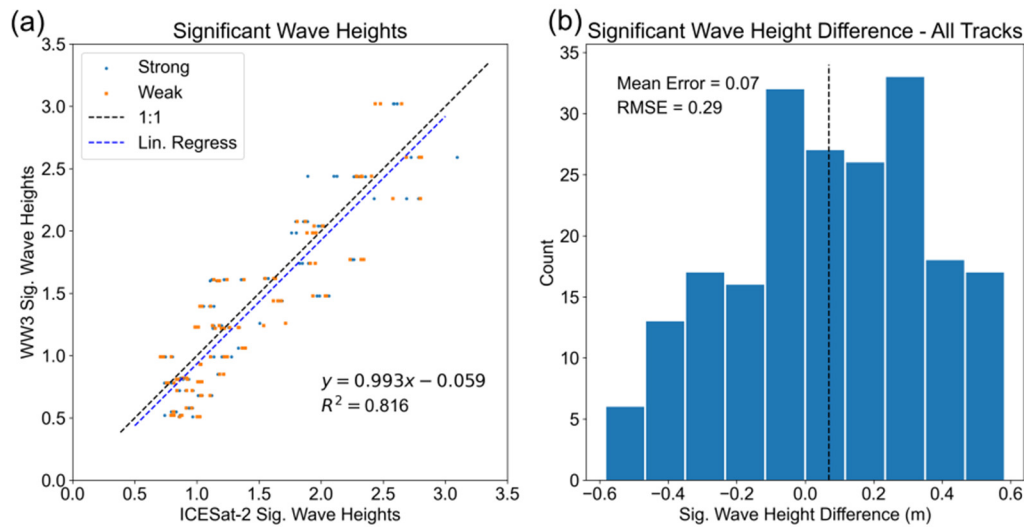 (a)
Significant Wave Heights
3.5
3.0
2.5
2.0
1.5
1.0
0.5
0.0
WW3 Sig. Wave Heights
Strong
Weak
1:1
Lin. Regress
y = 0.993x − 0.059
R² = 0.816
0.0 0.5 1.0 1.5 2.0 2.5 3.0 3.5
ICESat-2 Sig. Wave Heights
(b)
Significant Wave Height Difference - All Tracks
35
30
25
20
15
10
5
0
Count
Mean Error = 0.07
RMSE = 0.29
−0.6 −0.4 −0.2 0.0 0.2 0.4 0.6
Sig. Wave Height Difference (m)